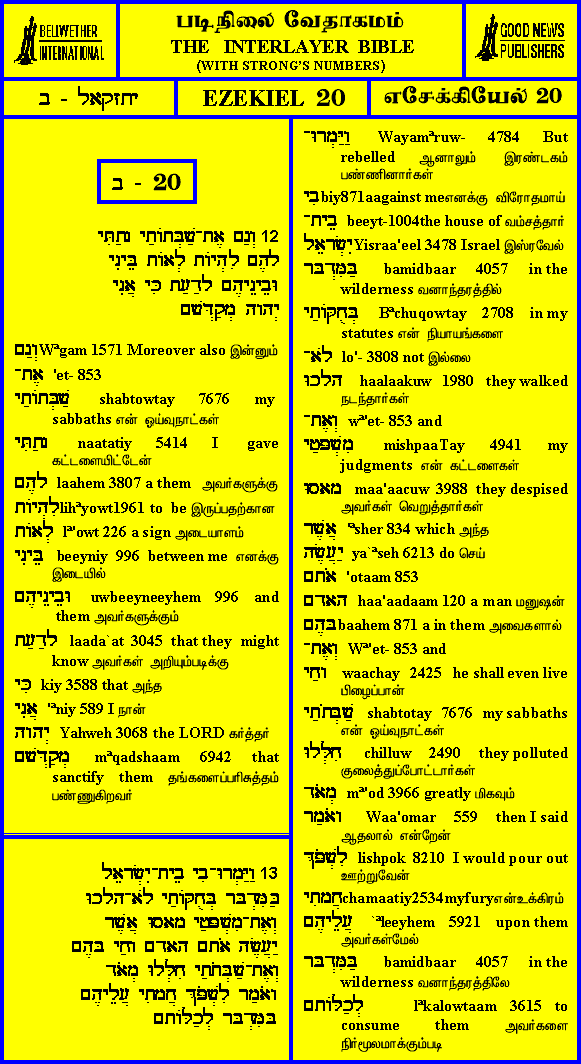 BELLWETHER
INTERNATIONAL
படிநிலை வேதாகமம்
THE INTERLAYER BIBLE
(WITH STRONG'S NUMBERS)
GOOD NEWS
PUBLISHERS
יחזקאל - ב
EZEKIEL 20
எசேக்கியேல் 20
ב - 20
12 וְגַם אֶת־שַׁבְּתוֹתַי נָתַתִּי
לָהֶם לִהְיוֹת לְאוֹת בֵּינִי
וּבֵינֵיהֶם לָדַעַת כִּי אֲנִי
יְהוָה מְקַדְּשָׁם
וְגַם Wªgam 1571 Moreover also இன்னும்
אֶת־ 'et- 853
שַׁבְּתוֹתַי shabtowtay 7676 my
sabbaths என் ஓய்வுநாட்கள்
נָתַתִּי naatatiy 5414 I gave
கட்டளையிட்டேன்
לָהֶם laahem 3807 a them அவர்களுக்கு
לִהְיוֹת lihªyowt1961 to be இருப்பதற்கான
לְאוֹת lª'owt 226 a sign அடையாளம்
בֵּינִי beeyniy 996 between me எனக்கு
இடையில்
וּבֵינֵיהֶם uwbeeyneeyhem 996 and
them அவர்களுக்கும்
לָדַעַת laada`at 3045 that they might
know அவர்கள் அறியும்படிக்கு
כִּי kiy 3588 that அந்த
אֲנִי 'ªniy 589 I நான்
יְהוָה Yahweh 3068 the LORD கர்த்தர்
מְקַדְּשָׁם mªqadshaam 6942 that
sanctify them தங்களைப்பரிசுத்தம்
பண்ணுகிறவர்
13 וַיַּמְרוּ־בִי בֵית־יִשְׂרָאֵל
בַּמִּדְבָּר בְּחֻקּוֹתַי לֹא־הָלָכוּ
וְאֶת־מִשְׁפָּטַי מָאָסוּ אֲשֶׁר
יַעֲשֶׂה אֹתָם הָאָדָם וָחַי בָּהֶם
וְאֶת־שַׁבְּתֹתַי חִלְּלוּ מְאֹד
וָאֹמַר לִשְׁפֹּךְ חֲמָתִי עֲלֵיהֶם
בַּמִּדְבָּר לְכַלּוֹתָם
וַיַּמְרוּ־ Wayamªruw- 4784 But
rebelled ஆனாலும் இரண்டகம்
பண்ணினார்கள்
בִי biy871aagainst meஎனக்கு விரோதமாய்
בֵית־ beeyt-1004the house of வம்சத்தார்
יִשְׂרָאֵל Yisraa'eel 3478 Israel இஸ்ரவேல்
בַּמִּדְבָּר bamidbaar 4057 in the
wilderness வனாந்தரத்தில்
בְּחֻקּוֹתַי Bªchuqowtay 2708 in my
statutes என் நியாயங்களை
לֹא־ lo'- 3808 not இல்லை
הָלָכוּ haalaakuw 1980 they walked
நடந்தார்கள்
וְאֶת־ wª'et- 853 and
מִשְׁפָּטַי mishpaaTay 4941 my
judgments என் கட்டளைகள்
מָאָסוּ maa'aacuw 3988 they despised
அவர்கள் வெறுத்தார்கள்
אֲשֶׁר ªsher 834 which அந்த
יַעֲשֶׂה ya`ªseh 6213 do செய்
אֹתָם 'otaam 853
הָאָדָם haa'aadaam 120 a man மனுஷன்
בָּהֶם baahem 871 a in them அவைகளால்
וְאֶת־ Wª'et- 853 and
וָחַי waachay 2425 he shall even live
பிழைப்பான்
שַׁבְּתֹתַי shabtotay 7676 my sabbaths
என் ஓய்வுநாட்கள்
חִלְּלוּ chilluw 2490 they polluted
குலைத்துப்போட்டார்கள்
מְאֹד mª'od 3966 greatly மிகவும்
וָאֹמַר Waa'omar 559 then I said
ஆதலால் என்றேன்
לִשְׁפֹּךְ lishpok 8210 I would pour out
ஊற்றுவேன்
חֲמָתִי chamaatiy2534myfuryஎன்உக்கிரம்
עֲלֵיהֶם `ªleeyhem 5921 upon them
அவர்கள்மேல்
בַּמִּדְבָּר bamidbaar 4057 in the
wilderness வனாந்தரத்திலே
לְכַלּוֹתָם lªkalowtaam 3615 to
consume them அவர்களை
நிர்மூலமாக்கும்படி